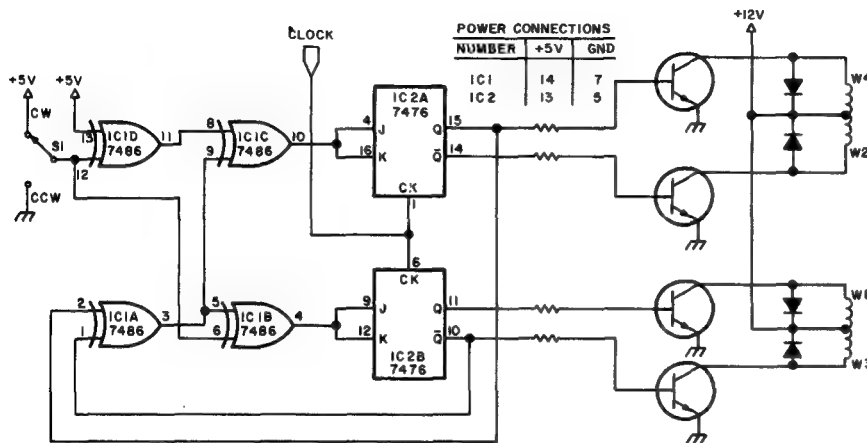 CLOCK
POWER CONNECTIONS
NUMBER +5V GND
IC1 14 7
IC2 13 5
+12V
+5V +5V
CW
S1
CCW
13
12
IC1D
7486
11
8
9
IC1C
7486
10
4
16
J
K
IC2A
7476
Q
Q̅
CK
15
14
1
W4
W2
2
1
IC1A
7486
3
5
6
IC1B
7486
4
9
12
6
CK
J
K
Q
Q̅
IC2B
7476
11
10
W1
W3